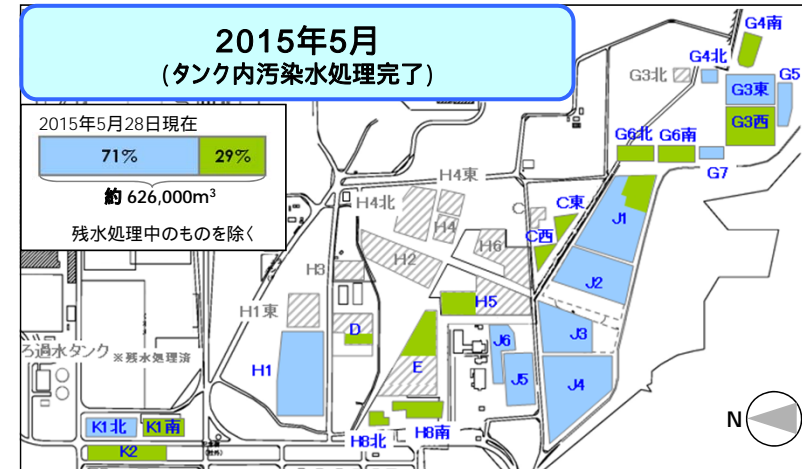 2015年5月
(タンク内汚染水処理完了)
2015年5月28日現在
71%
29%
約 626,000m³
残水処理中のものを除く
G4南
G4北
G3北
G5
G3東
G3西
G6北
G6南
G7
H4東
H4北
H4
C東
C
C西
J1
H6
H2
H3
J2
H5
H1東
D
J3
ろ過水タンク
※残水処理済
H1
E
J6
J5
J4
K1北
K1南
H8北
H8南
K2
N